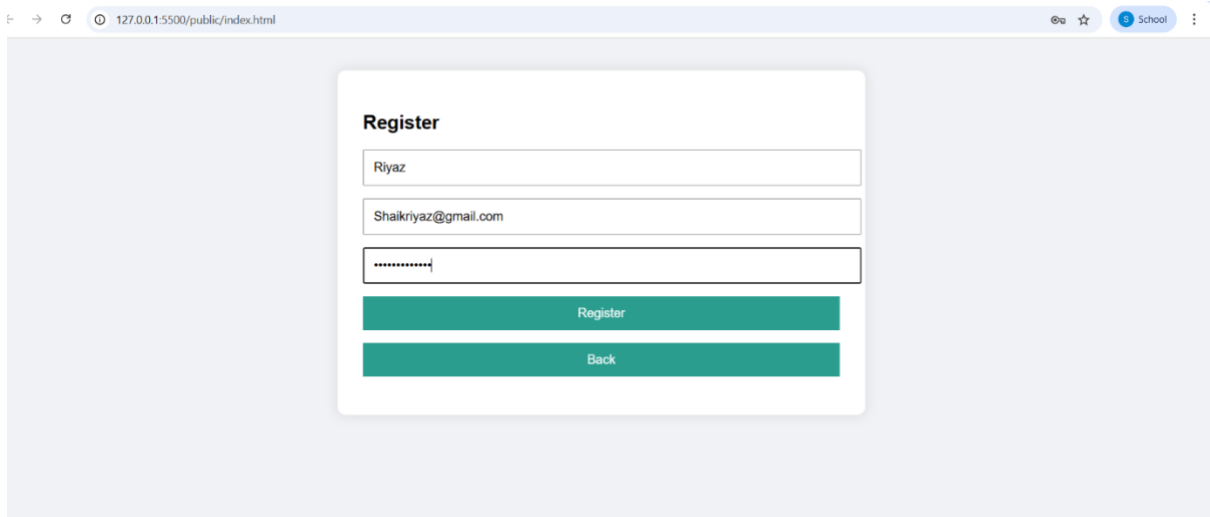 127.0.0.1:5500/public/index.html
S School
Register
Riyaz
Shaikriyaz@gmail.com
•••••••••••••
Register
Back